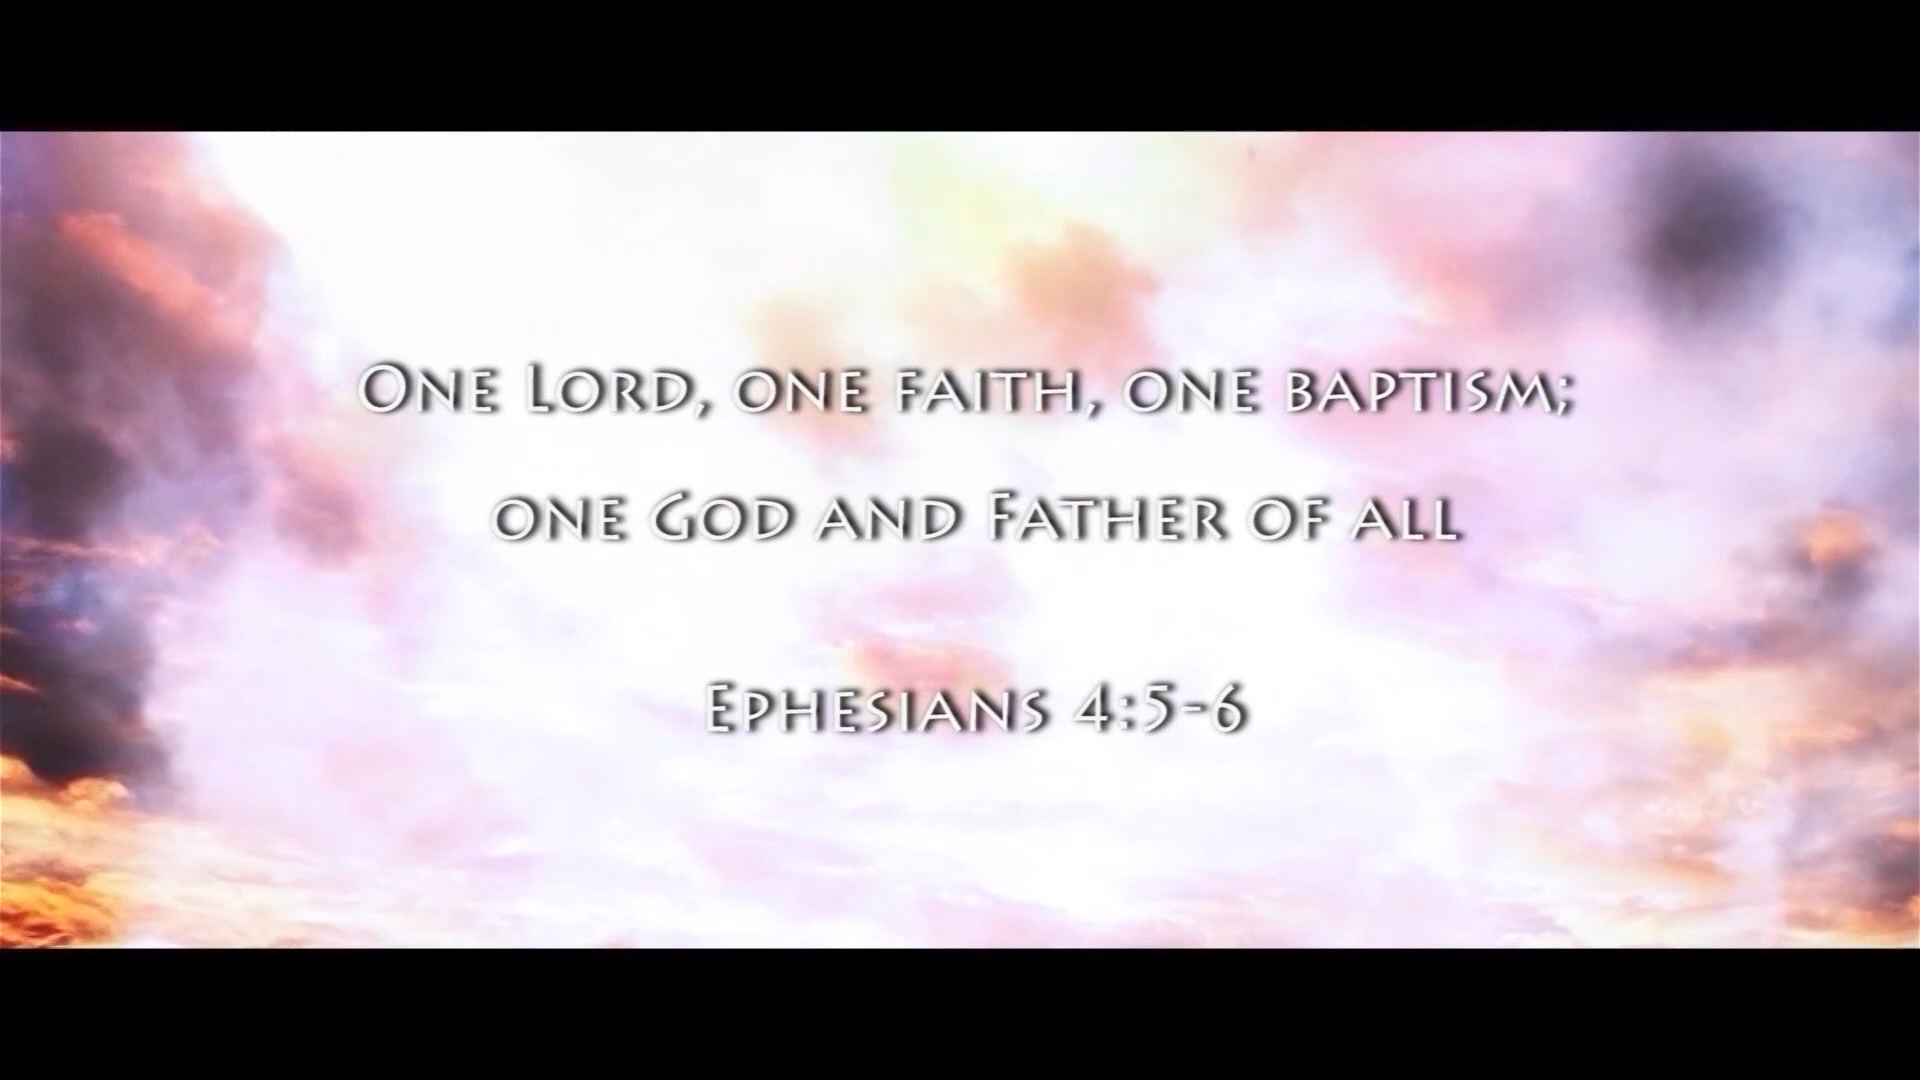 One Lord, one faith, one baptism;
one God and Father of all
Ephesians 4:5-6